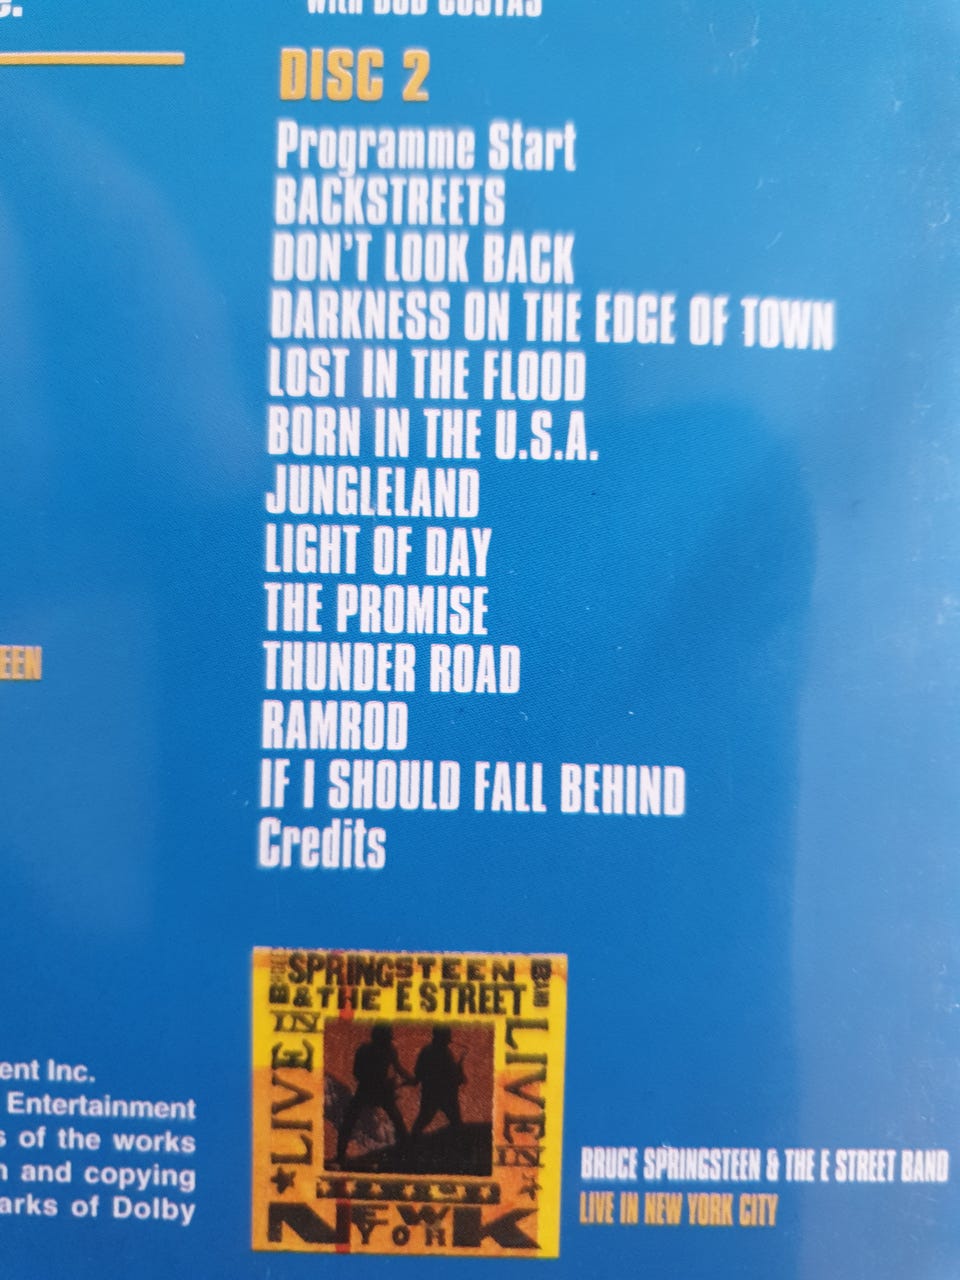 e.
with BOB COSTAS
DISC 2
Programme Start
BACKSTREETS
DON'T LOOK BACK
DARKNESS ON THE EDGE OF TOWN
LOST IN THE FLOOD
BORN IN THE U.S.A.
JUNGLELAND
LIGHT OF DAY
THE PROMISE
THUNDER ROAD
RAMROD
IF I SHOULD FALL BEHIND
Credits
EEN
ent Inc.
Entertainment
s of the works
n and copying
arks of Dolby
SPRINGSTEEN
& THE E STREET
LIVE IN
LIVE IN
NEW
YORK
BRUCE SPRINGSTEEN & THE E STREET BAND
LIVE IN NEW YORK CITY